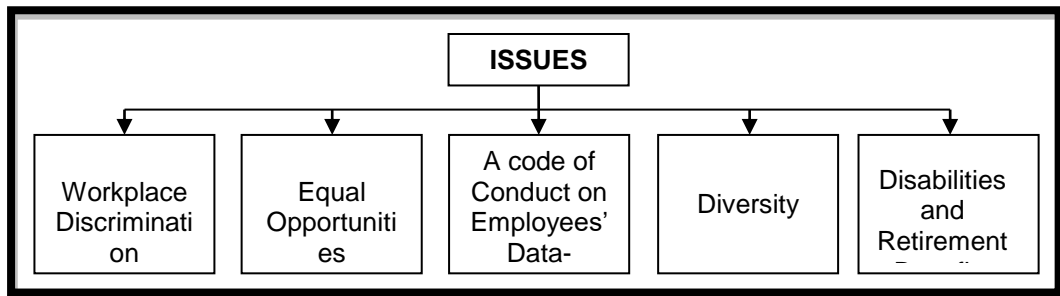 ISSUES
Workplace
Discriminati
on
Equal
Opportuniti
es
A code of
Conduct on
Employees'
Data-
Diversity
Disabilities
and
Retirement